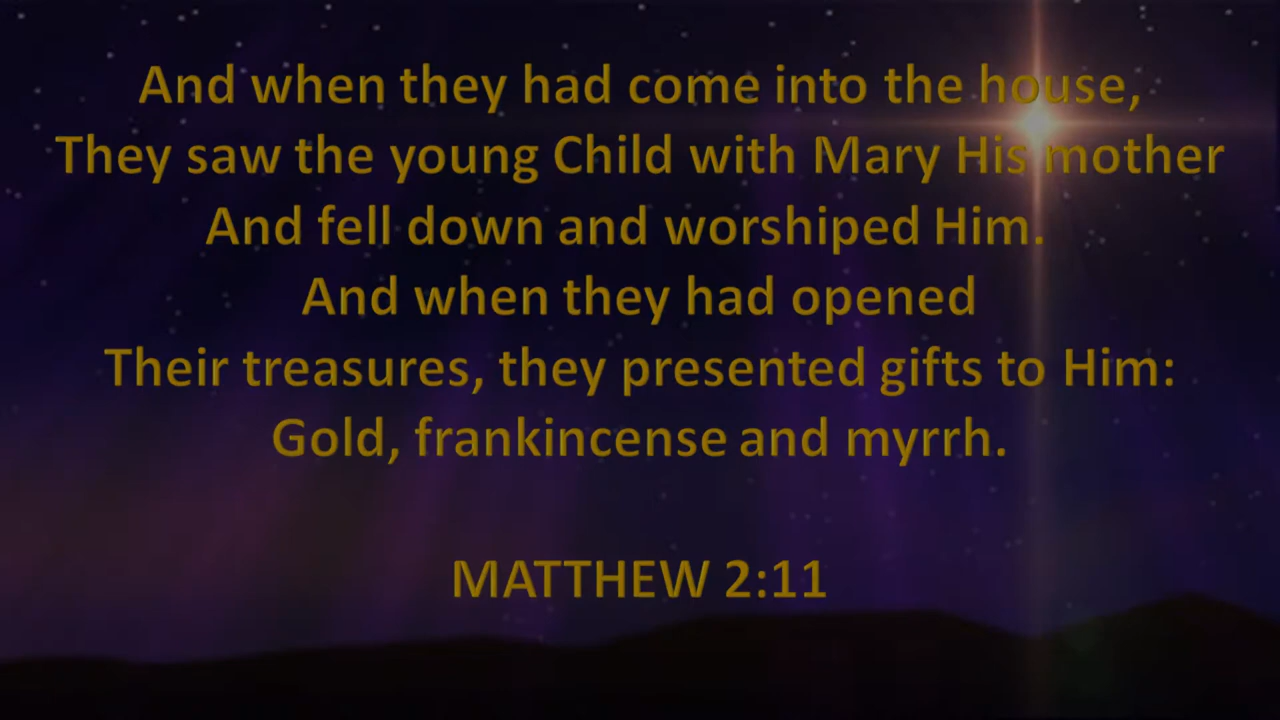 And when they had come into the house,
They saw the young Child with Mary His mother
And fell down and worshiped Him.
And when they had opened
Their treasures, they presented gifts to Him:
Gold, frankincense and myrrh.
MATTHEW 2:11